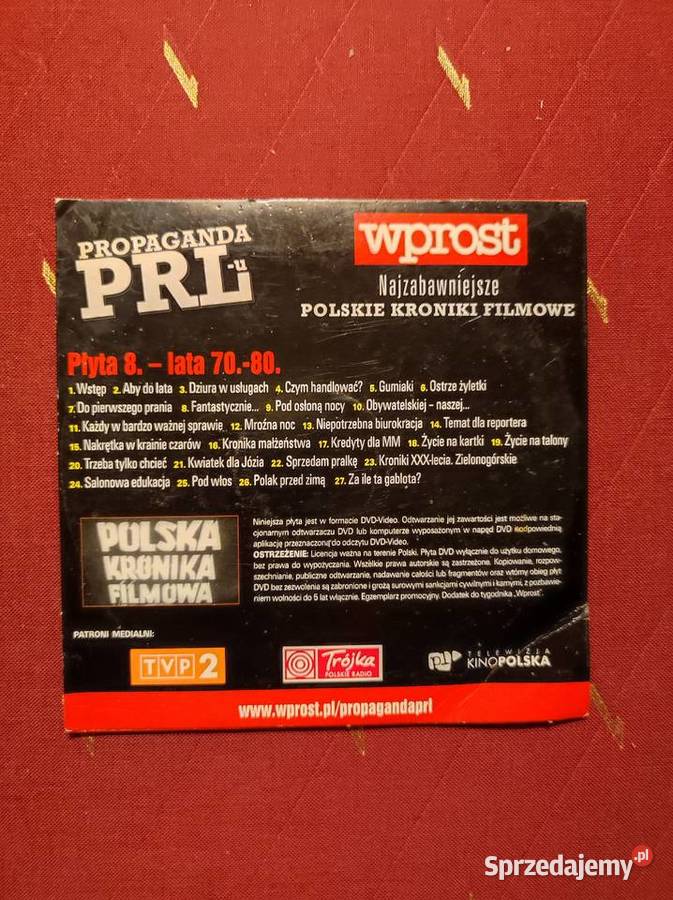 PROPAGANDA
PRL-u
wprost
Najzabawniejsze
POLSKIE KRONIKI FILMOWE
Płyta 8. – lata 70.-80.
1. Wstęp 2. Aby do lata 3. Dziura w usługach 4. Czym handlować? 5. Gumiaki 6. Ostrze żyletki
7. Do pierwszego prania 8. Fantastycznie... 9. Pod osłoną nocy 10. Obywatelskiej – naszej...
11. Każdy w bardzo ważnej sprawie 12. Mroźna noc 13. Niepotrzebna biurokracja 14. Temat dla reportera
15. Nakrętka w krainie czarów 16. Kronika małżeństwa 17. Kredyty dla MM 18. Życie na kartki 19. Życie na talony
20. Trzeba tylko chcieć 21. Kwiatek dla Józia 22. Sprzedam pralkę 23. Kroniki XXX-lecia. Zielonogórskie
24. Salonowa edukacja 25. Pod włos 26. Polak przed zimą 27. Za ile ta gablota?
POLSKA
KRONIKA
FILMOWA
Niniejsza płyta jest w formacie DVD-Video. Odtwarzanie jej zawartości jest możliwe na sta-
cjonarnym odtwarzaczu DVD lub komputerze wyposażonym w napęd DVD i odpowiednią
aplikację przeznaczoną do odczytu DVD-Video.
OSTRZEŻENIE: Licencja ważna na terenie Polski. Płyta DVD wyłącznie do użytku domowego,
bez prawa do wypożyczania. Wszelkie prawa autorskie są zastrzeżone. Kopiowanie, rozpow-
szechnianie, publiczne odtwarzanie, nadawanie całości lub fragmentów oraz wtórny obieg płyt
DVD bez zezwolenia są zabronione i grożą surowymi sankcjami cywilnymi i karnymi, z pozbawie-
niem wolności do 5 lat włącznie. Egzemplarz promocyjny. Dodatek do tygodnika „Wprost".
PATRONI MEDIALNI:
TVP 2
Trójka
POLSKIE RADIO
TELEWIZJA
KINOPOLSKA
www.wprost.pl/propagandaprl
Sprzedajemy.pl